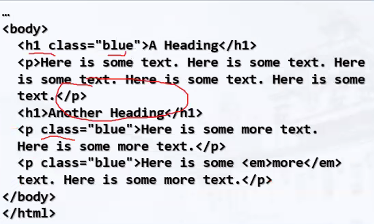 …
<body>
<h1 class="blue">A Heading</h1>
<p>Here is some text. Here is some text. Here
is some text. Here is some text. Here is some
text.</p>
<h1>Another Heading</h1>
<p class="blue">Here is some more text.
Here is some more text.</p>
<p class="blue">Here is some <em>more</em>
text. Here is some more text.</p>
</body>
</html>